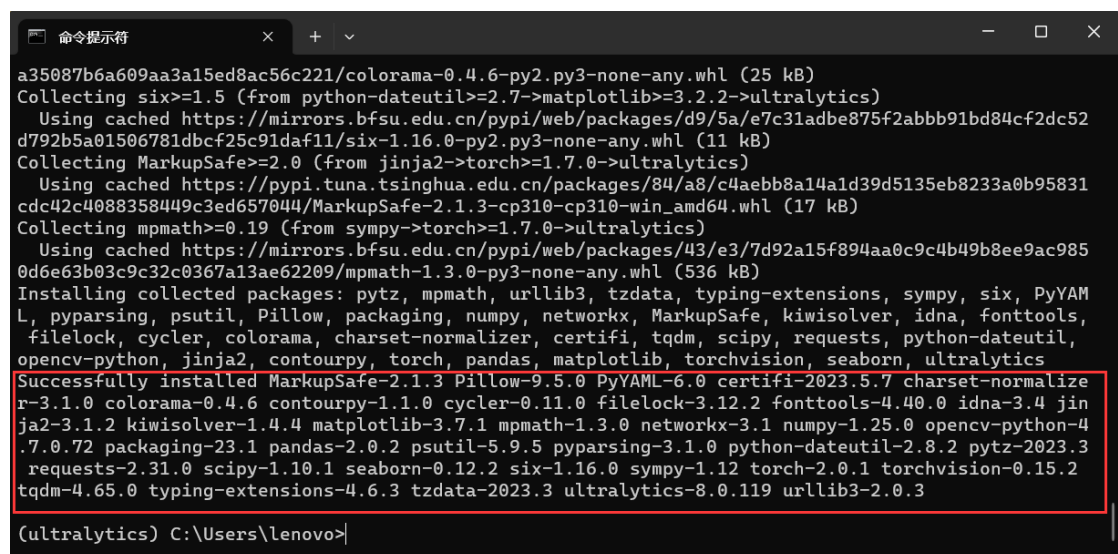 命令提示符
a35087b6a609aa3a15ed8ac56c221/colorama-0.4.6-py2.py3-none-any.whl (25 kB)
Collecting six>=1.5 (from python-dateutil>=2.7->matplotlib>=3.2.2->ultralytics)
  Using cached https://mirrors.bfsu.edu.cn/pypi/web/packages/d9/5a/e7c31adbe875f2abbb91bd84cf2dc52
d792b5a01506781dbcf25c91daf11/six-1.16.0-py2.py3-none-any.whl (11 kB)
Collecting MarkupSafe>=2.0 (from jinja2->torch>=1.7.0->ultralytics)
  Using cached https://pypi.tuna.tsinghua.edu.cn/packages/84/a8/c4aebb8a14a1d39d5135eb8233a0b95831
cdc42c4088358449c3ed657044/MarkupSafe-2.1.3-cp310-cp310-win_amd64.whl (17 kB)
Collecting mpmath>=0.19 (from sympy->torch>=1.7.0->ultralytics)
  Using cached https://mirrors.bfsu.edu.cn/pypi/web/packages/43/e3/7d92a15f894aa0c9c4b49b8ee9ac985
0d6e63b03c9c32c0367a13ae62209/mpmath-1.3.0-py3-none-any.whl (536 kB)
Installing collected packages: pytz, mpmath, urllib3, tzdata, typing-extensions, sympy, six, PyYAM
L, pyparsing, psutil, Pillow, packaging, numpy, networkx, MarkupSafe, kiwisolver, idna, fonttools,
 filelock, cycler, colorama, charset-normalizer, certifi, tqdm, scipy, requests, python-dateutil,
opencv-python, jinja2, contourpy, torch, pandas, matplotlib, torchvision, seaborn, ultralytics
Successfully installed MarkupSafe-2.1.3 Pillow-9.5.0 PyYAML-6.0 certifi-2023.5.7 charset-normalize
r-3.1.0 colorama-0.4.6 contourpy-1.1.0 cycler-0.11.0 filelock-3.12.2 fonttools-4.40.0 idna-3.4 jin
ja2-3.1.2 kiwisolver-1.4.4 matplotlib-3.7.1 mpmath-1.3.0 networkx-3.1 numpy-1.25.0 opencv-python-4
.7.0.72 packaging-23.1 pandas-2.0.2 psutil-5.9.5 pyparsing-3.1.0 python-dateutil-2.8.2 pytz-2023.3
 requests-2.31.0 scipy-1.10.1 seaborn-0.12.2 six-1.16.0 sympy-1.12 torch-2.0.1 torchvision-0.15.2
tqdm-4.65.0 typing-extensions-4.6.3 tzdata-2023.3 ultralytics-8.0.119 urllib3-2.0.3
(ultralytics) C:\Users\lenovo>